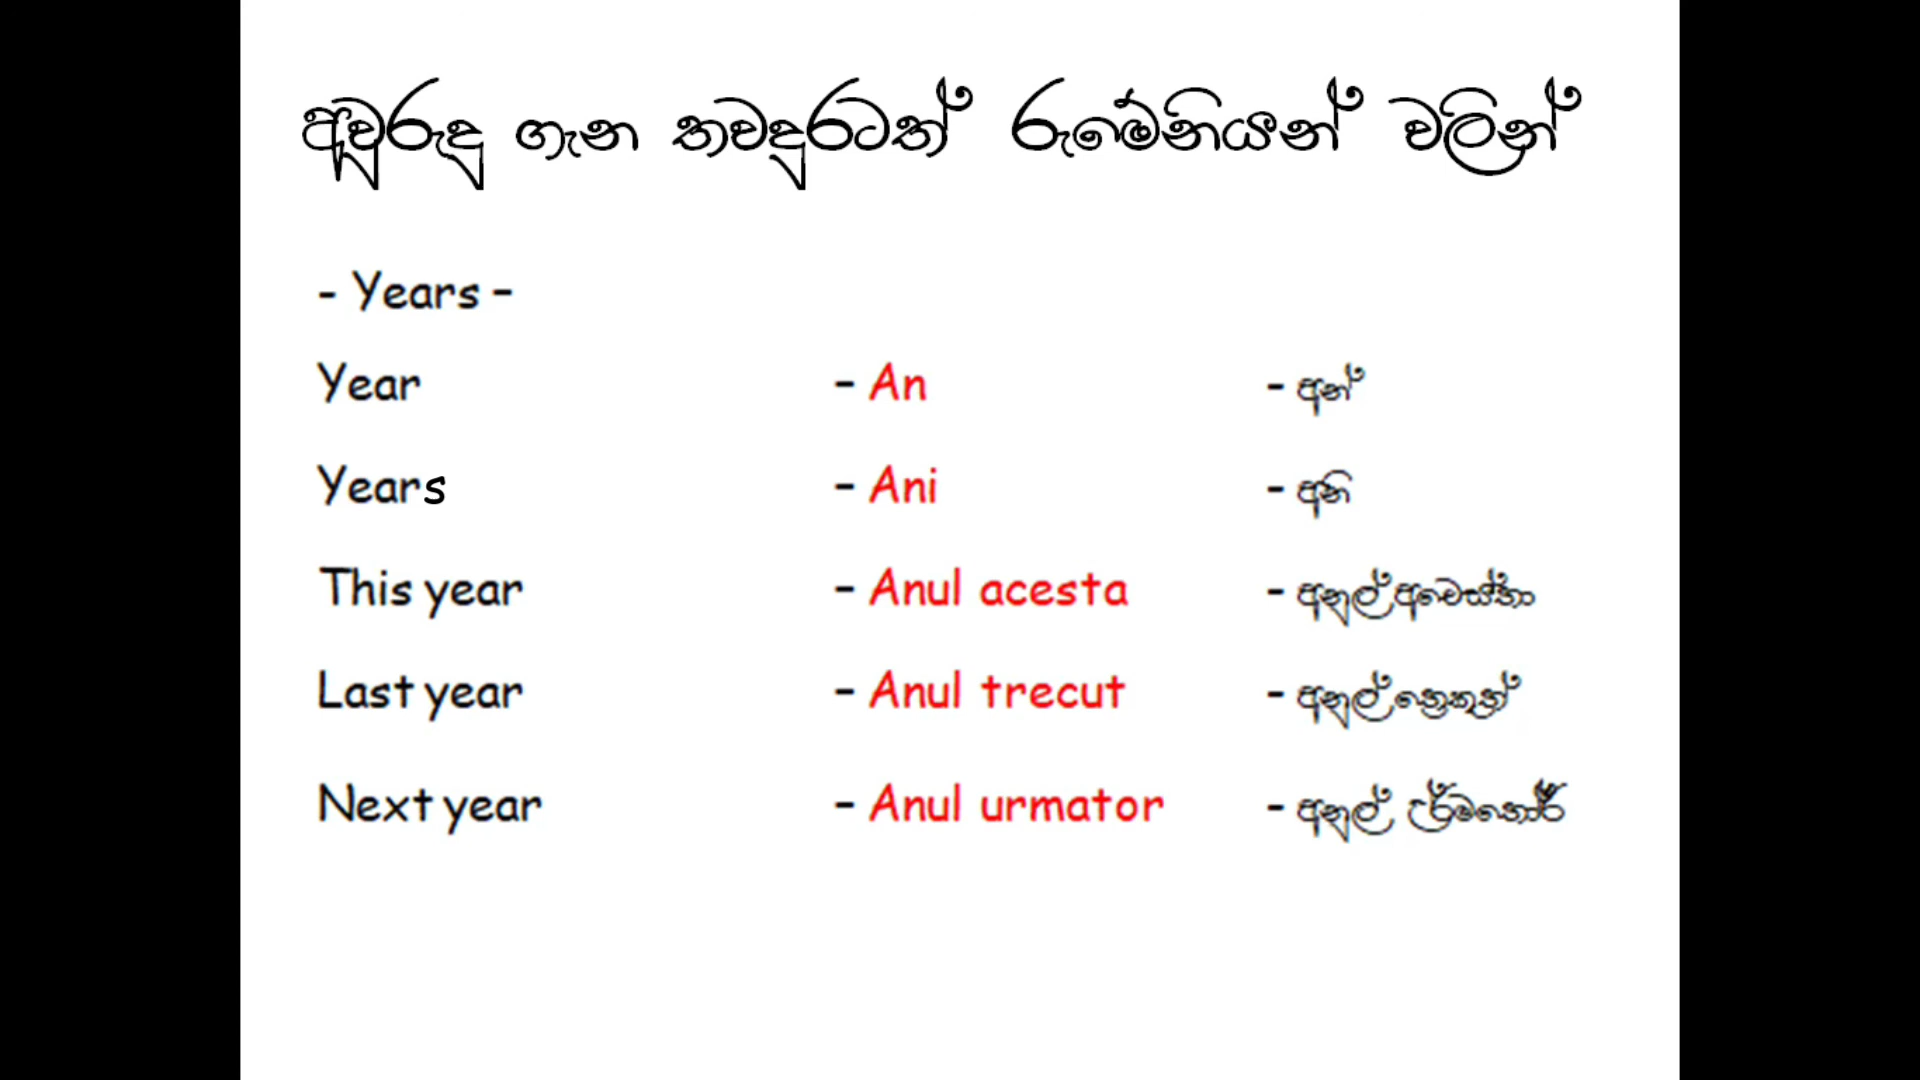 අවුරුදු ගැන තවදුරටත් රුමේනියන් වලින්
- Years –
Year – An - අන්
Years – Ani - අනි
This year – Anul acesta - අනුල් අචෙස්තා
Last year – Anul trecut - අනුල් ත්‍රෙකුත්
Next year – Anul urmator - අනුල් උර්මතෝර්